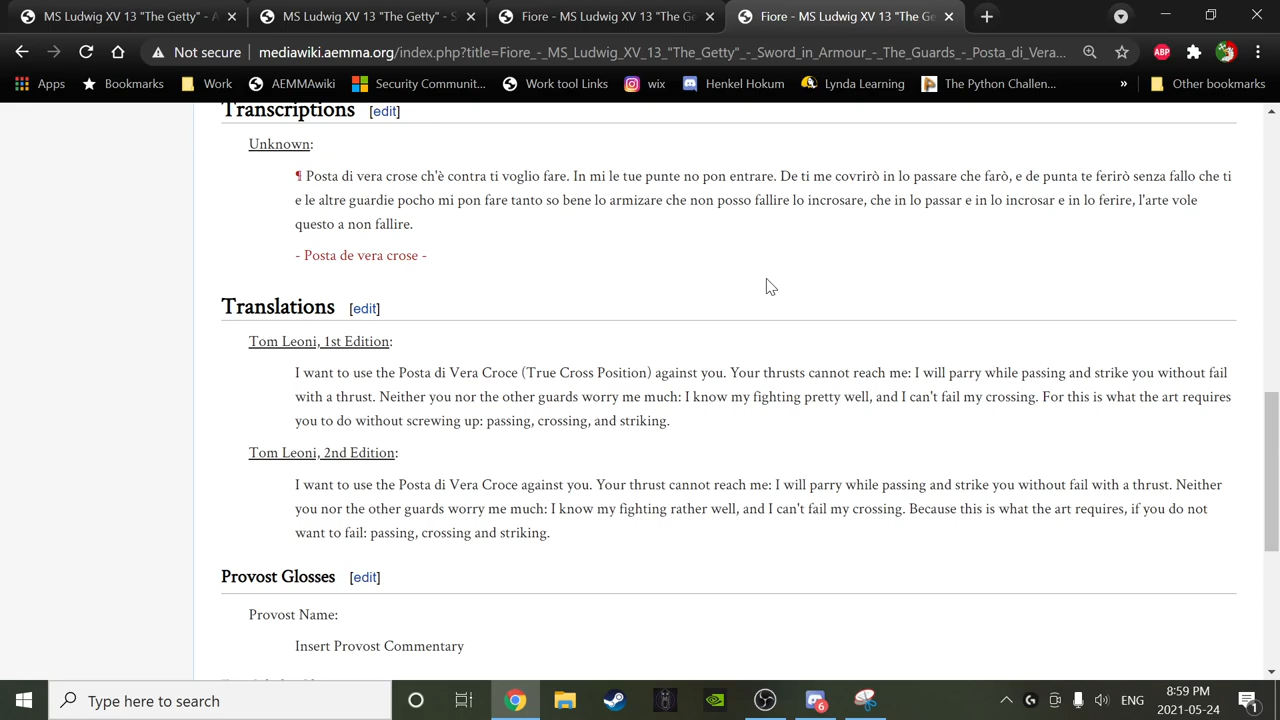 MS Ludwig XV 13 "The Getty" - A
MS Ludwig XV 13 "The Getty" - S
Fiore - MS Ludwig XV 13 "The Ge
Fiore - MS Ludwig XV 13 "The Ge
Not secure
mediawiki.aemma.org/index.php?title=Fiore_-_MS_Ludwig_XV_13_"The_Getty"_-_Sword_in_Armour_-_The_Guards_-_Posta_di_Vera...
ABP
Apps
Bookmarks
Work
AEMMAwiki
Security Communit...
Work tool Links
wix
Henkel Hokum
Lynda Learning
The Python Challen...
»
Other bookmarks
Transcriptions [edit]
Unknown:
¶ Posta di vera crose ch'è contra ti voglio fare. In mi le tue punte no pon entrare. De ti me covrirò in lo passare che farò, e de punta te ferirò senza fallo che ti
e le altre guardie pocho mi pon fare tanto so bene lo armizare che non posso fallire lo incrosare, che in lo passar e in lo incrosar e in lo ferire, l'arte vole
questo a non fallire.
- Posta de vera crose -
Translations [edit]
Tom Leoni, 1st Edition:
I want to use the Posta di Vera Croce (True Cross Position) against you. Your thrusts cannot reach me: I will parry while passing and strike you without fail
with a thrust. Neither you nor the other guards worry me much: I know my fighting pretty well, and I can't fail my crossing. For this is what the art requires
you to do without screwing up: passing, crossing, and striking.
Tom Leoni, 2nd Edition:
I want to use the Posta di Vera Croce against you. Your thrust cannot reach me: I will parry while passing and strike you without fail with a thrust. Neither
you nor the other guards worry me much: I know my fighting rather well, and I can't fail my crossing. Because this is what the art requires, if you do not
want to fail: passing, crossing and striking.
Provost Glosses [edit]
Provost Name:
Insert Provost Commentary
Type here to search
6
ENG
8:59 PM
2021-05-24
1